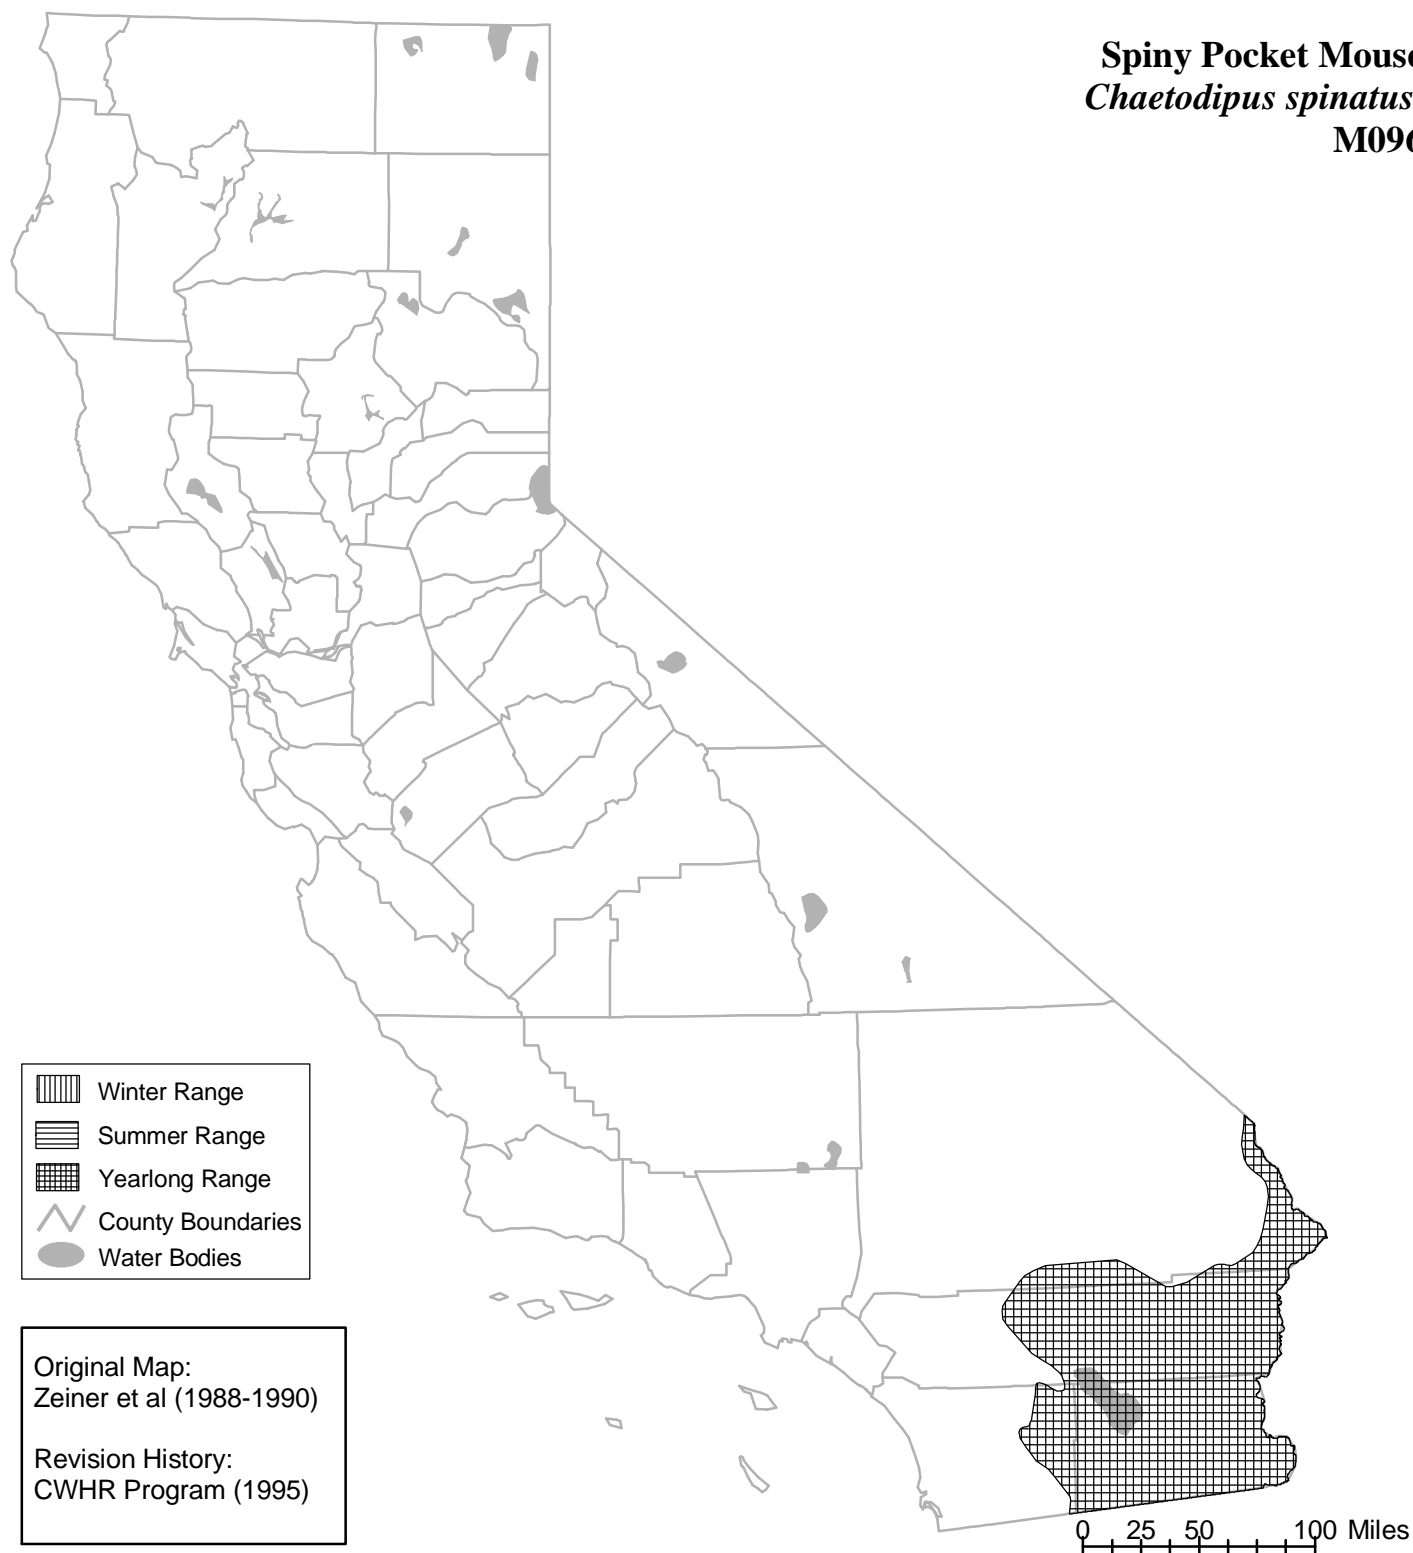 Spiny Pocket Mouse
Chaetodipus spinatus
M096
Winter Range
Summer Range
Yearlong Range
County Boundaries
Water Bodies
Original Map:
Zeiner et al (1988-1990)
Revision History:
CWHR Program (1995)
0 25 50 100 Miles